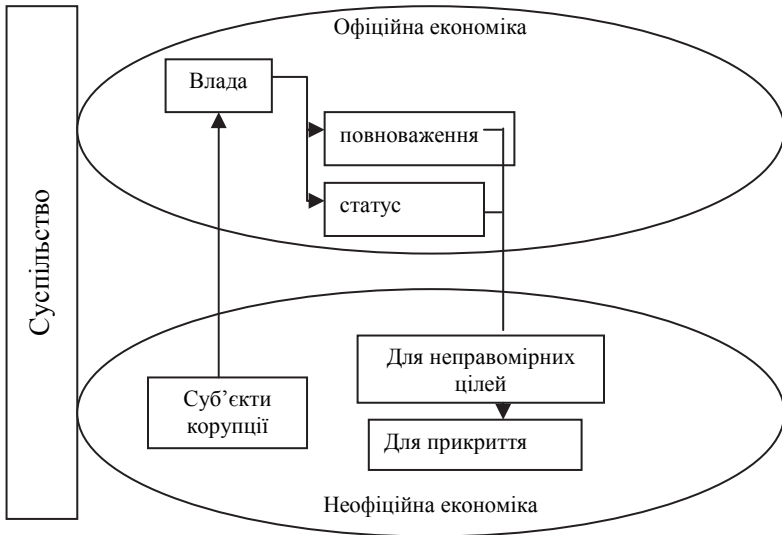 Суспільство
Офіційна економіка
Влада
повноваження
статус
Для неправомірних
цілей
Суб’єкти
корупції
Для прикриття
Неофіційна економіка